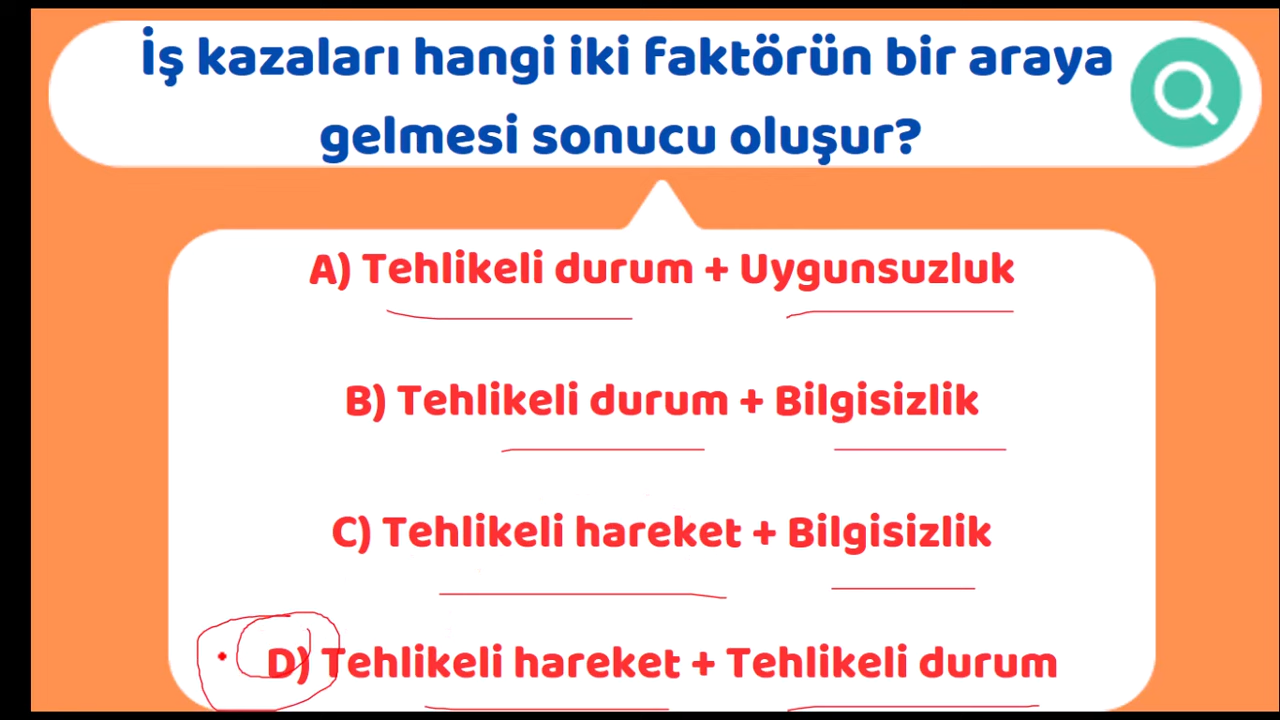 İş kazaları hangi iki faktörün bir araya
gelmesi sonucu oluşur?
A) Tehlikeli durum + Uygunsuzluk
B) Tehlikeli durum + Bilgisizlik
C) Tehlikeli hareket + Bilgisizlik
D) Tehlikeli hareket + Tehlikeli durum